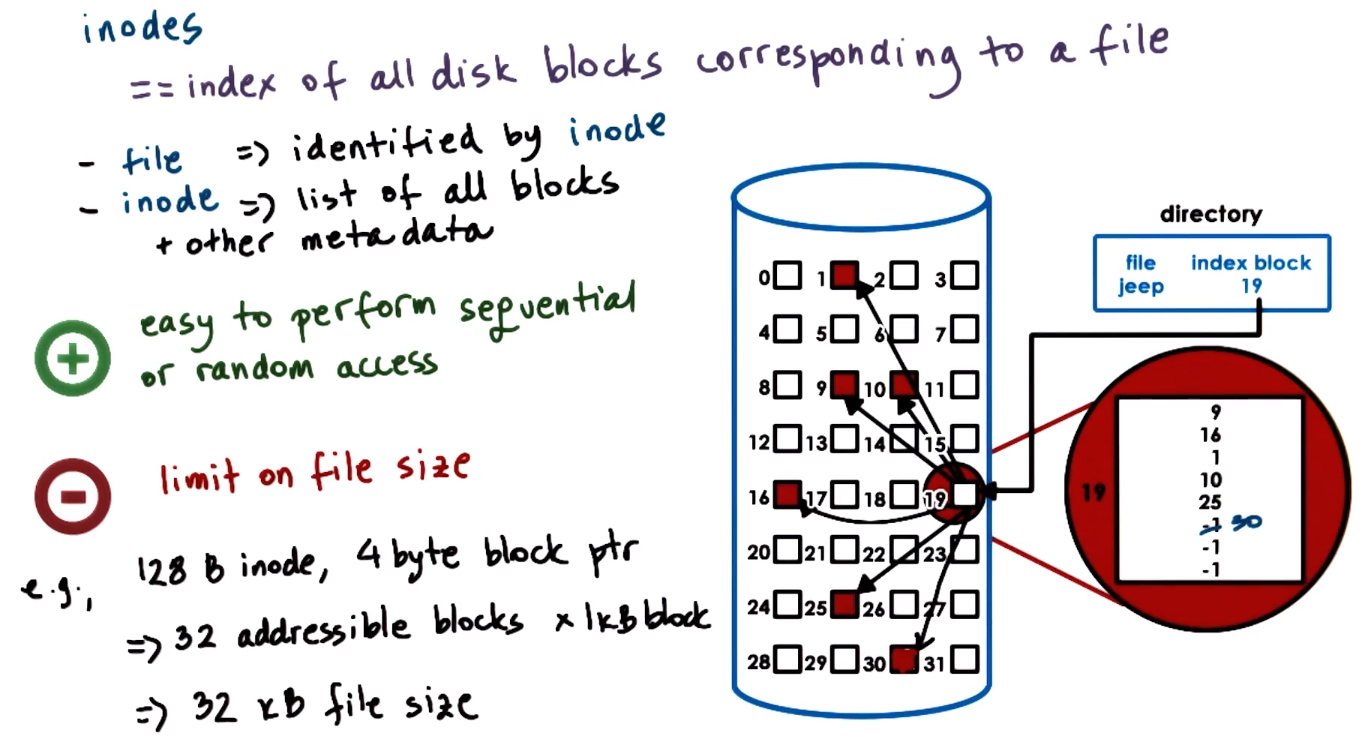 inodes
== index of all disk blocks corresponding to a file
- file => identified by inode
- inode => list of all blocks
+ other metadata
easy to perform sequential
or random access
limit on file size
e.g., 128 B inode, 4 byte block ptr
=> 32 addressible blocks x 1kB block
=> 32 kB file size
directory
file index block
jeep 19
0 1 2 3
4 5 6 7
8 9 10 11
12 13 14 15
16 17 18 19
20 21 22 23
24 25 26 27
28 29 30 31
19
9
16
1
10
25
-1 30
-1
-1